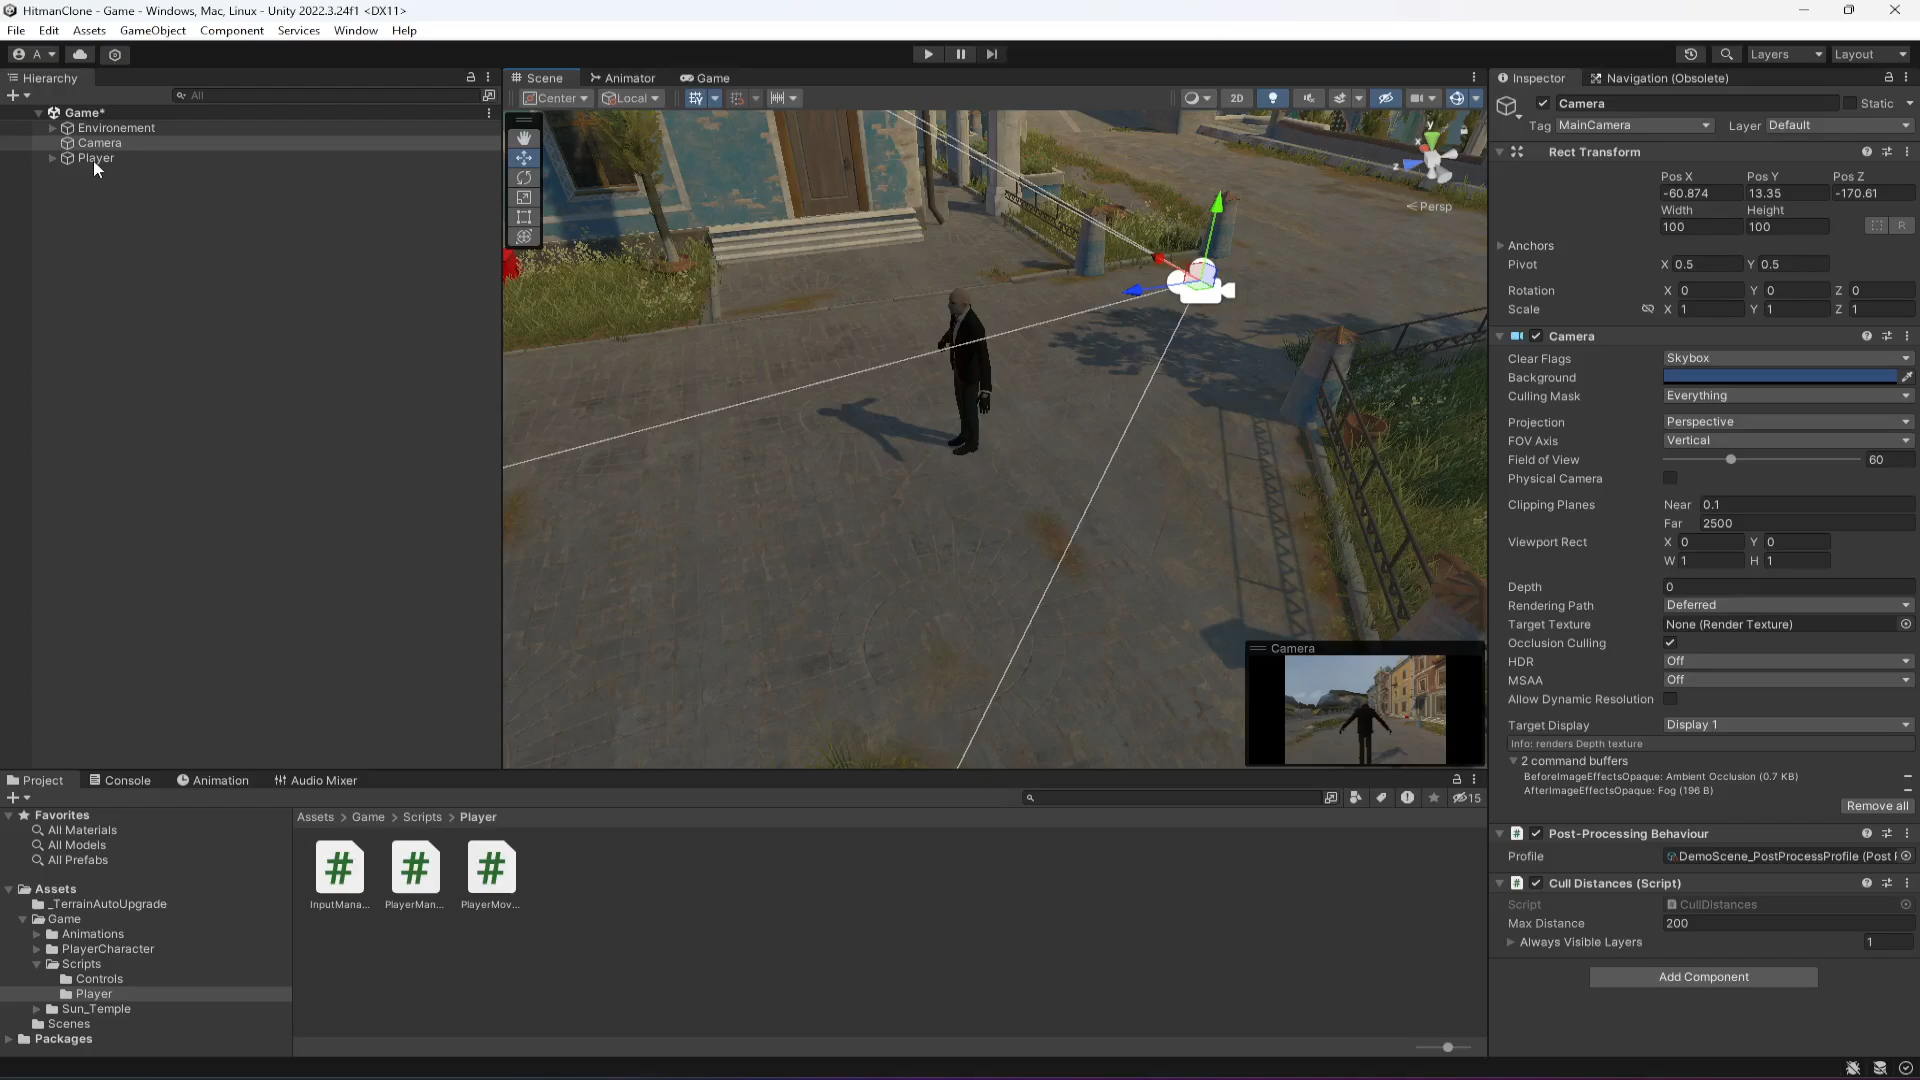 HitmanClone - Game - Windows, Mac, Linux - Unity 2022.3.24f1 <DX11>
File Edit Assets GameObject Component Services Window Help
A Layers Layout
Hierarchy
All
Game*
Environement
Camera
Player
Scene Animator Game
Center Local 2D
y
x
z
Persp
Camera
Inspector Navigation (Obsolete)
Camera Static
Tag MainCamera Layer Default
Rect Transform
Pos X Pos Y Pos Z
-60.874 13.35 -170.61
Width Height
100 100 R
Anchors
Pivot X 0.5 Y 0.5
Rotation X 0 Y 0 Z 0
Scale X 1 Y 1 Z 1
Camera
Clear Flags Skybox
Background
Culling Mask Everything
Projection Perspective
FOV Axis Vertical
Field of View 60
Physical Camera
Clipping Planes Near 0.1
Far 2500
Viewport Rect X 0 Y 0
W 1 H 1
Depth 0
Rendering Path Deferred
Target Texture None (Render Texture)
Occlusion Culling
HDR Off
MSAA Off
Allow Dynamic Resolution
Target Display Display 1
Info: renders Depth texture
2 command buffers
BeforeImageEffectsOpaque: Ambient Occlusion (0.7 KB)
AfterImageEffectsOpaque: Fog (196 B)
Remove all
Post-Processing Behaviour
Profile DemoScene_PostProcessProfile (Post
Cull Distances (Script)
Script CullDistances
Max Distance 200
Always Visible Layers 1
Add Component
Project Console Animation Audio Mixer
15
Favorites
All Materials
All Models
All Prefabs
Assets
_TerrainAutoUpgrade
Game
Animations
PlayerCharacter
Scripts
Controls
Player
Sun_Temple
Scenes
Packages
Assets > Game > Scripts > Player
InputMana... PlayerMan... PlayerMov...